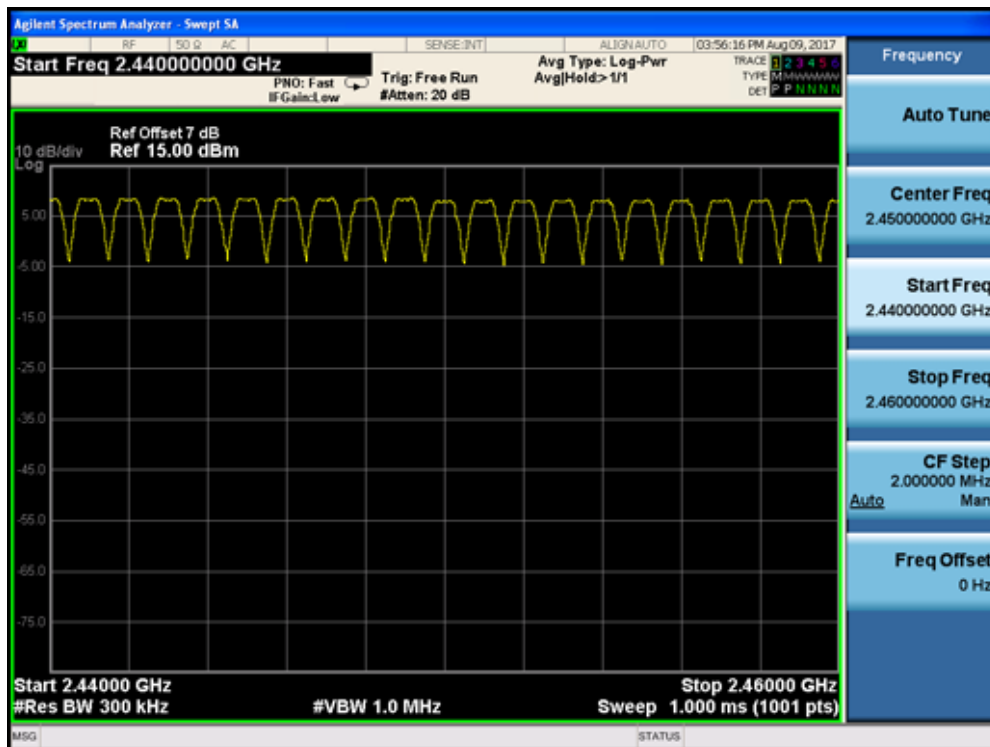 Agilent Spectrum Analyzer - Swept SA
RF 50 Ω AC SENSE:INT ALIGNAUTO 03:56:16 PM Aug 09, 2017
Start Freq 2.440000000 GHz
PNO: Fast
IFGain:Low
Trig: Free Run
#Atten: 20 dB
Avg Type: Log-Pwr
Avg|Hold:>1/1
TRACE 1 2 3 4 5 6
TYPE M
DET P P N N N N
Ref Offset 7 dB
10 dB/div Ref 15.00 dBm
Log
5.00
-5.00
-15.0
-25.0
-35.0
-45.0
-55.0
-65.0
-75.0
Start 2.44000 GHz Stop 2.46000 GHz
#Res BW 300 kHz #VBW 1.0 MHz Sweep 1.000 ms (1001 pts)
MSG STATUS
Frequency
Auto Tune
Center Freq
2.450000000 GHz
Start Freq
2.440000000 GHz
Stop Freq
2.460000000 GHz
CF Step
2.000000 MHz
Auto Man
Freq Offset
0 Hz